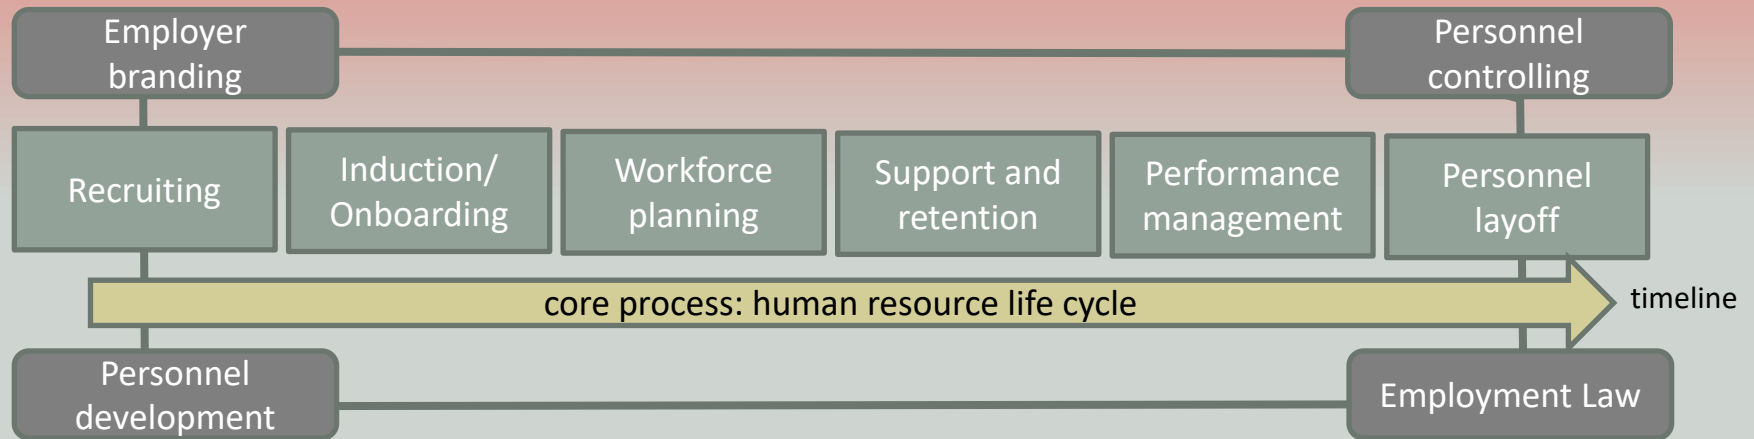 Employer
branding
Personnel
controlling
Recruiting
Induction/
Onboarding
Workforce
planning
Support and
retention
Performance
management
Personnel
layoff
core process: human resource life cycle
timeline
Personnel
development
Employment Law